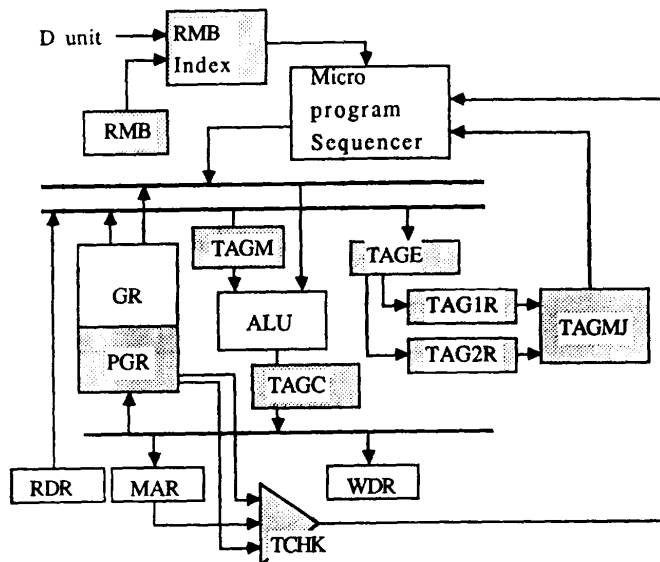 D unit
RMB
Index
RMB
Micro
program
Sequencer
TAGM
TAGE
GR
ALU
TAG1R
TAGMJ
PGR
TAG2R
TAGC
RDR
MAR
WDR
TCHK